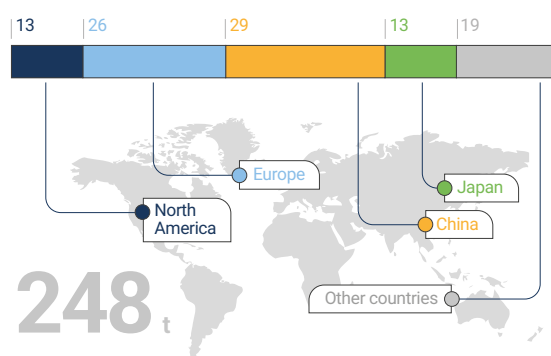 13 26 29 13 19
Europe
Japan
North
America
China
Other countries
248 t